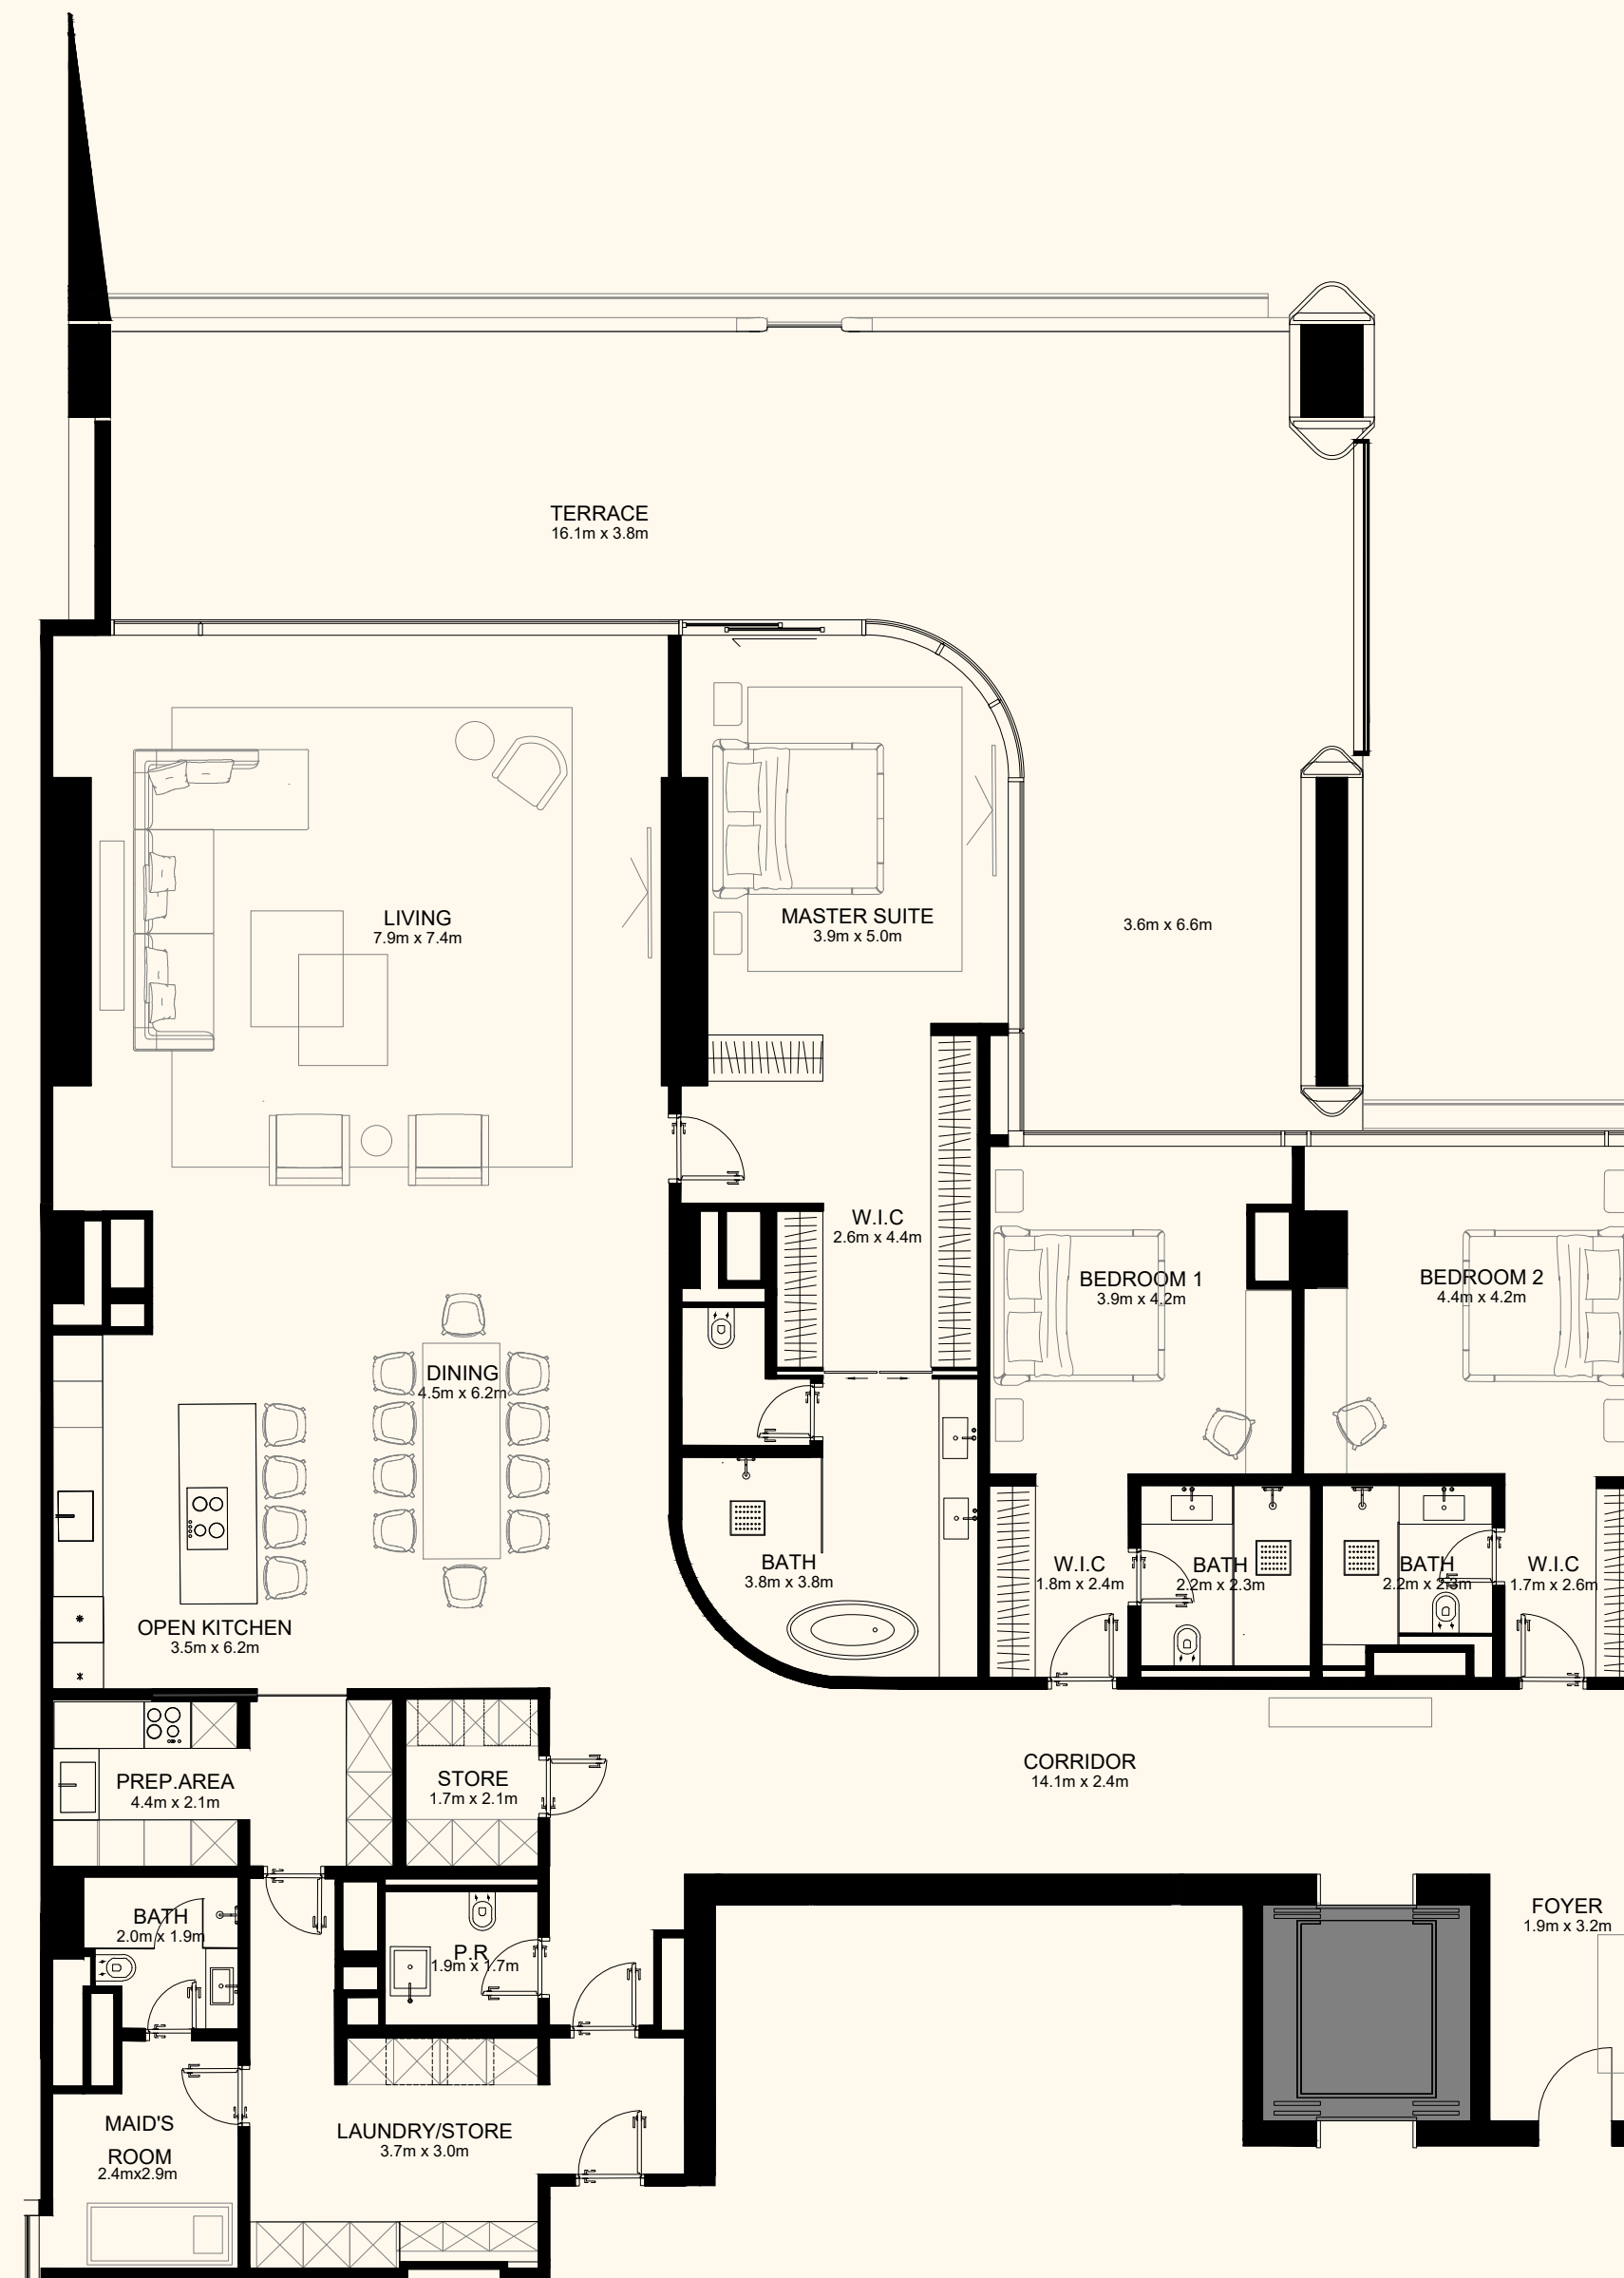 TERRACE
16.1m x 3.8m
LIVING
7.9m x 7.4m
MASTER SUITE
3.9m x 5.0m
3.6m x 6.6m
W.I.C
2.6m x 4.4m
BEDROOM 1
3.9m x 4.2m
BEDROOM 2
4.4m x 4.2m
DINING
4.5m x 6.2m
OPEN KITCHEN
3.5m x 6.2m
BATH
3.8m x 3.8m
W.I.C
1.8m x 2.4m
BATH
2.2m x 2.3m
BATH
2.2m x 2.3m
W.I.C
1.7m x 2.6m
PREP.AREA
4.4m x 2.1m
STORE
1.7m x 2.1m
CORRIDOR
14.1m x 2.4m
BATH
2.0m x 1.9m
P.R
1.9m x 1.7m
FOYER
1.9m x 3.2m
MAID'S
ROOM
2.4mx2.9m
LAUNDRY/STORE
3.7m x 3.0m